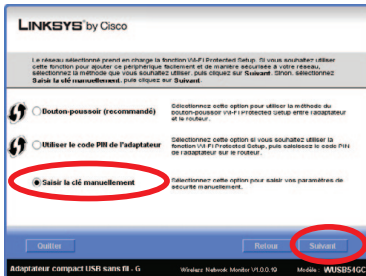 LINKSYS® by Cisco
Le réseau sélectionné prend en charge la fonction Wi-Fi Protected Setup. Si vous souhaitez utiliser
cette fonction pour ajouter ce périphérique facilement et de manière sécurisée à votre réseau,
sélectionnez la méthode que vous souhaitez utiliser, puis cliquez sur Suivant. Sinon, sélectionnez
Saisir la clé manuellement, puis cliquez sur Suivant.
Bouton-poussoir (recommandé)
Sélectionnez cette option pour utiliser la méthode du
bouton-poussoir Wi-Fi Protected Setup entre l'adaptateur
et le routeur.
Utiliser le code PIN de l'adaptateur
Sélectionnez cette option si vous souhaitez utiliser la
fonction Wi-Fi Protected Setup, puis saisissez le code PIN
de l'adaptateur sur le routeur.
Saisir la clé manuellement
Sélectionnez cette option pour saisir vos paramètres de
sécurité manuellement.
Quitter
Retour
Suivant
Adaptateur compact USB sans fil - G
Wireless Network Monitor V1.0.0.19
Modèle : WUSB54GC